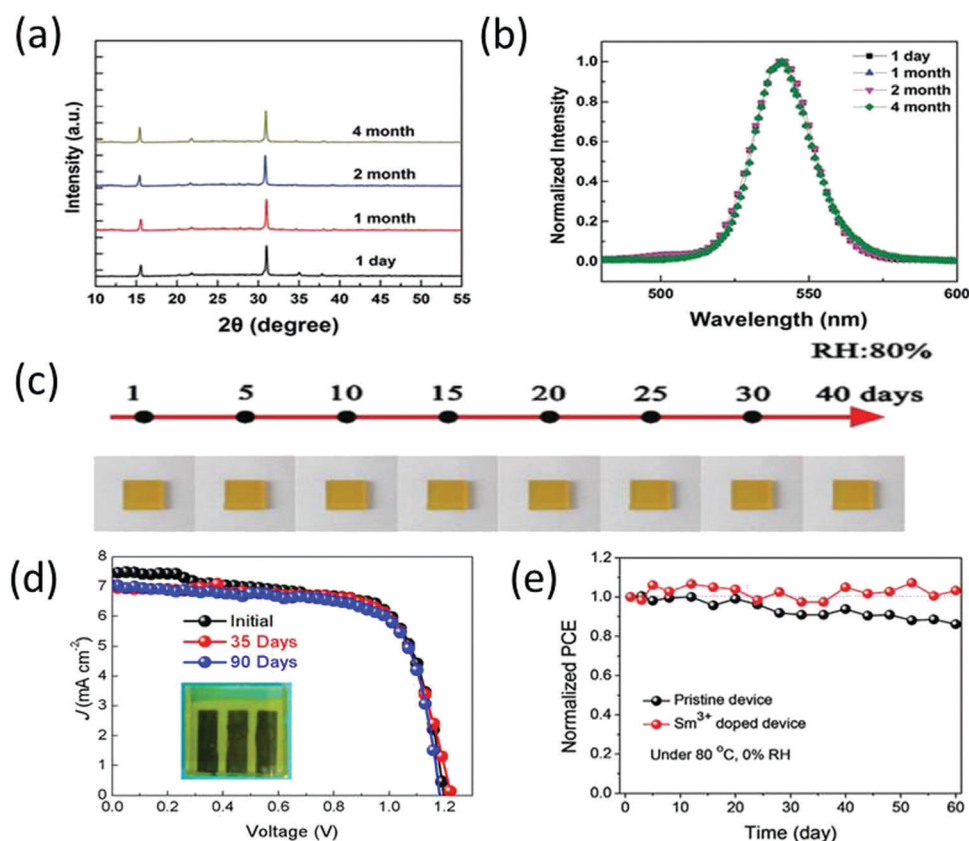 (a)
Intensity (a.u.)
4 month
2 month
1 month
1 day
10 15 20 25 30 35 40 45 50 55
2θ (degree)
(b)
Normalized Intensity
1.0
0.8
0.6
0.4
0.2
0.0
1 day
1 month
2 month
4 month
500 550 600
Wavelength (nm)
(c)
RH:80%
1 5 10 15 20 25 30 40 days
(d)
J (mA cm⁻²)
8
7
6
5
4
3
2
1
0
Initial
35 Days
90 Days
0.0 0.2 0.4 0.6 0.8 1.0 1.2
Voltage (V)
(e)
Normalized PCE
1.2
1.0
0.8
0.6
0.4
0.2
0.0
Pristine device
Sm³⁺ doped device
Under 80 °C, 0% RH
0 10 20 30 40 50 60
Time (day)